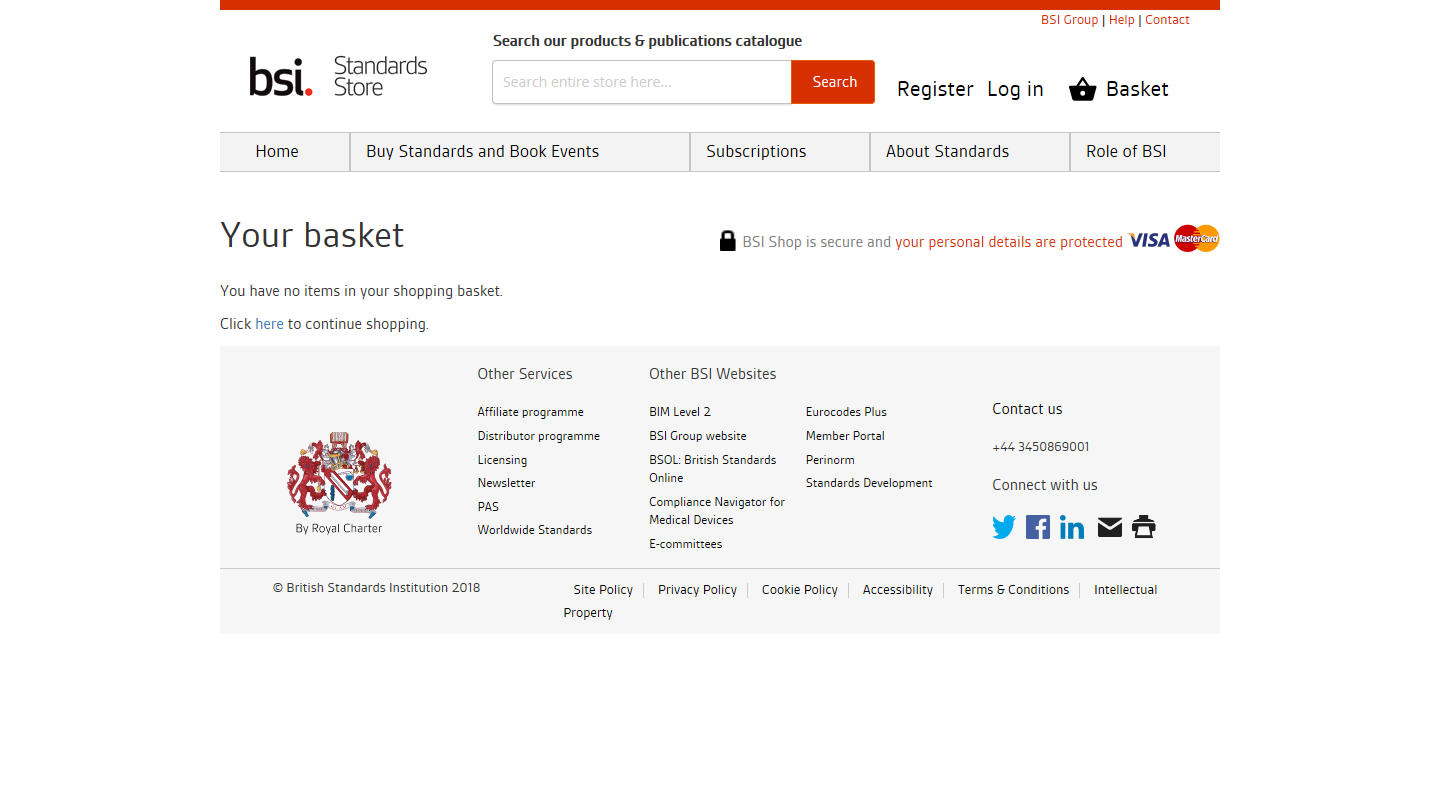 BSI Group | Help | Contact
Search our products & publications catalogue
bsi. Standards Store
Search entire store here...
Search
Register
Log in
Basket
Home
Buy Standards and Book Events
Subscriptions
About Standards
Role of BSI
Your basket
BSI Shop is secure and your personal details are protected VISA MasterCard
You have no items in your shopping basket.
Click here to continue shopping.
By Royal Charter
Other Services
Affiliate programme
Distributor programme
Licensing
Newsletter
PAS
Worldwide Standards
Other BSI Websites
BIM Level 2
BSI Group website
BSOL: British Standards
Online
Compliance Navigator for
Medical Devices
E-committees
Eurocodes Plus
Member Portal
Perinorm
Standards Development
Contact us
+44 3450869001
Connect with us
© British Standards Institution 2018
Site Policy
Privacy Policy
Cookie Policy
Accessibility
Terms & Conditions
Intellectual
Property